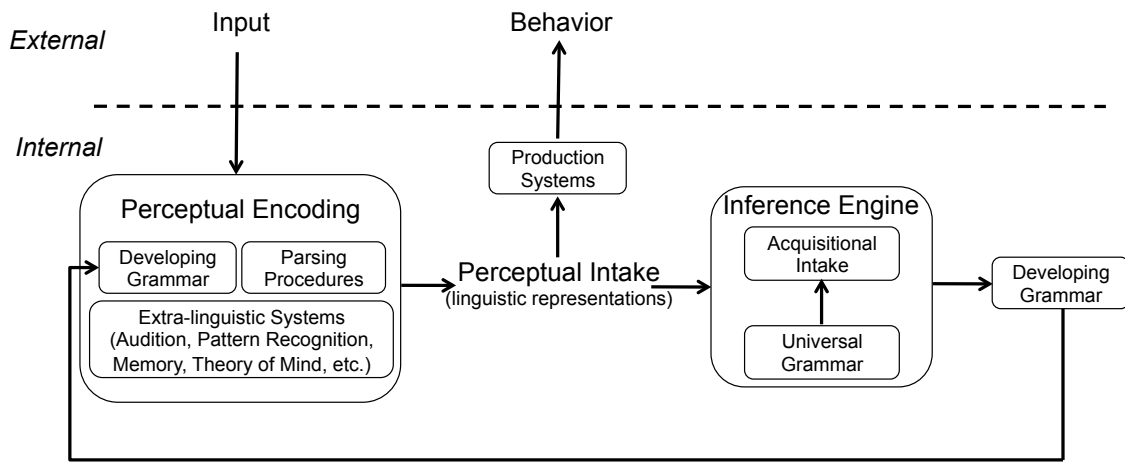 External
Input
Behavior
Internal
Production
Systems
Perceptual Encoding
Developing
Grammar
Parsing
Procedures
Extra-linguistic Systems
(Audition, Pattern Recognition,
Memory, Theory of Mind, etc.)
Perceptual Intake
(linguistic representations)
Inference Engine
Acquisitional
Intake
Universal
Grammar
Developing
Grammar